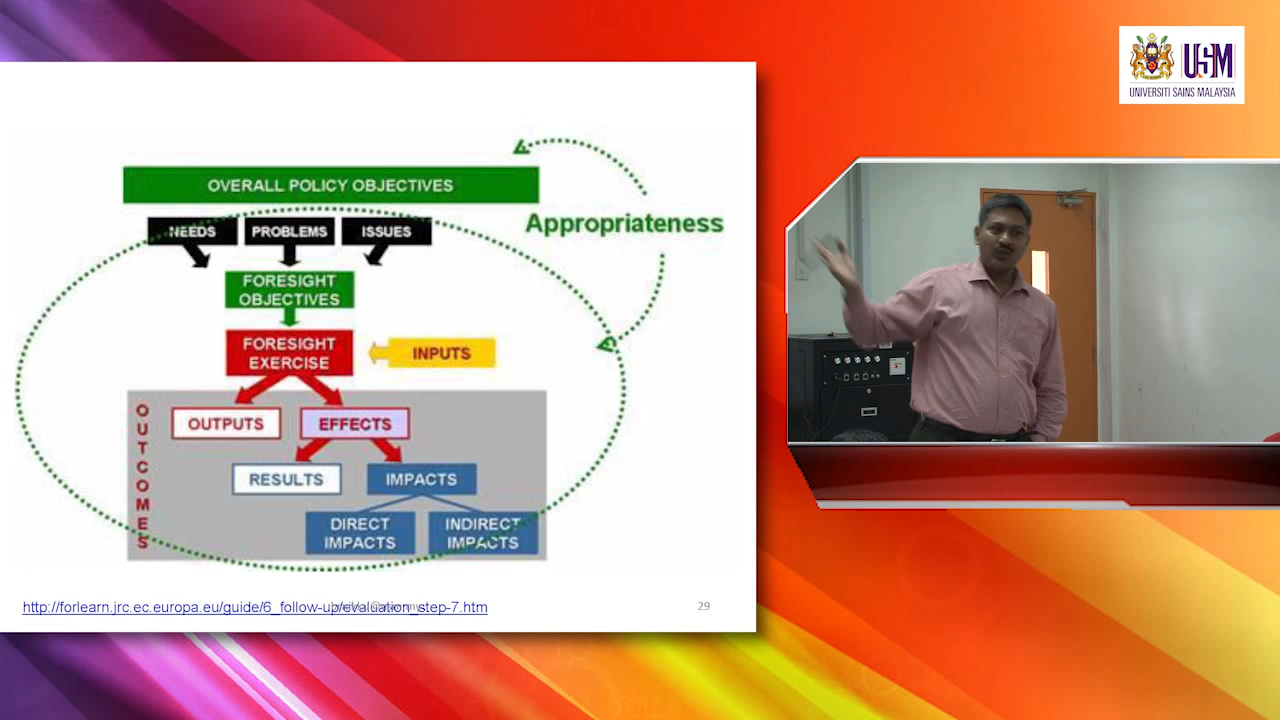 USM
UNIVERSITI SAINS MALAYSIA
OVERALL POLICY OBJECTIVES
Appropriateness
NEEDS
PROBLEMS
ISSUES
FORESIGHT
OBJECTIVES
FORESIGHT
EXERCISE
INPUTS
OUTCOMES
OUTPUTS
EFFECTS
RESULTS
IMPACTS
DIRECT
IMPACTS
INDIRECT
IMPACTS
http://forlearn.jrc.ec.europa.eu/guide/6_follow-up/evaluation_step-7.htm
29